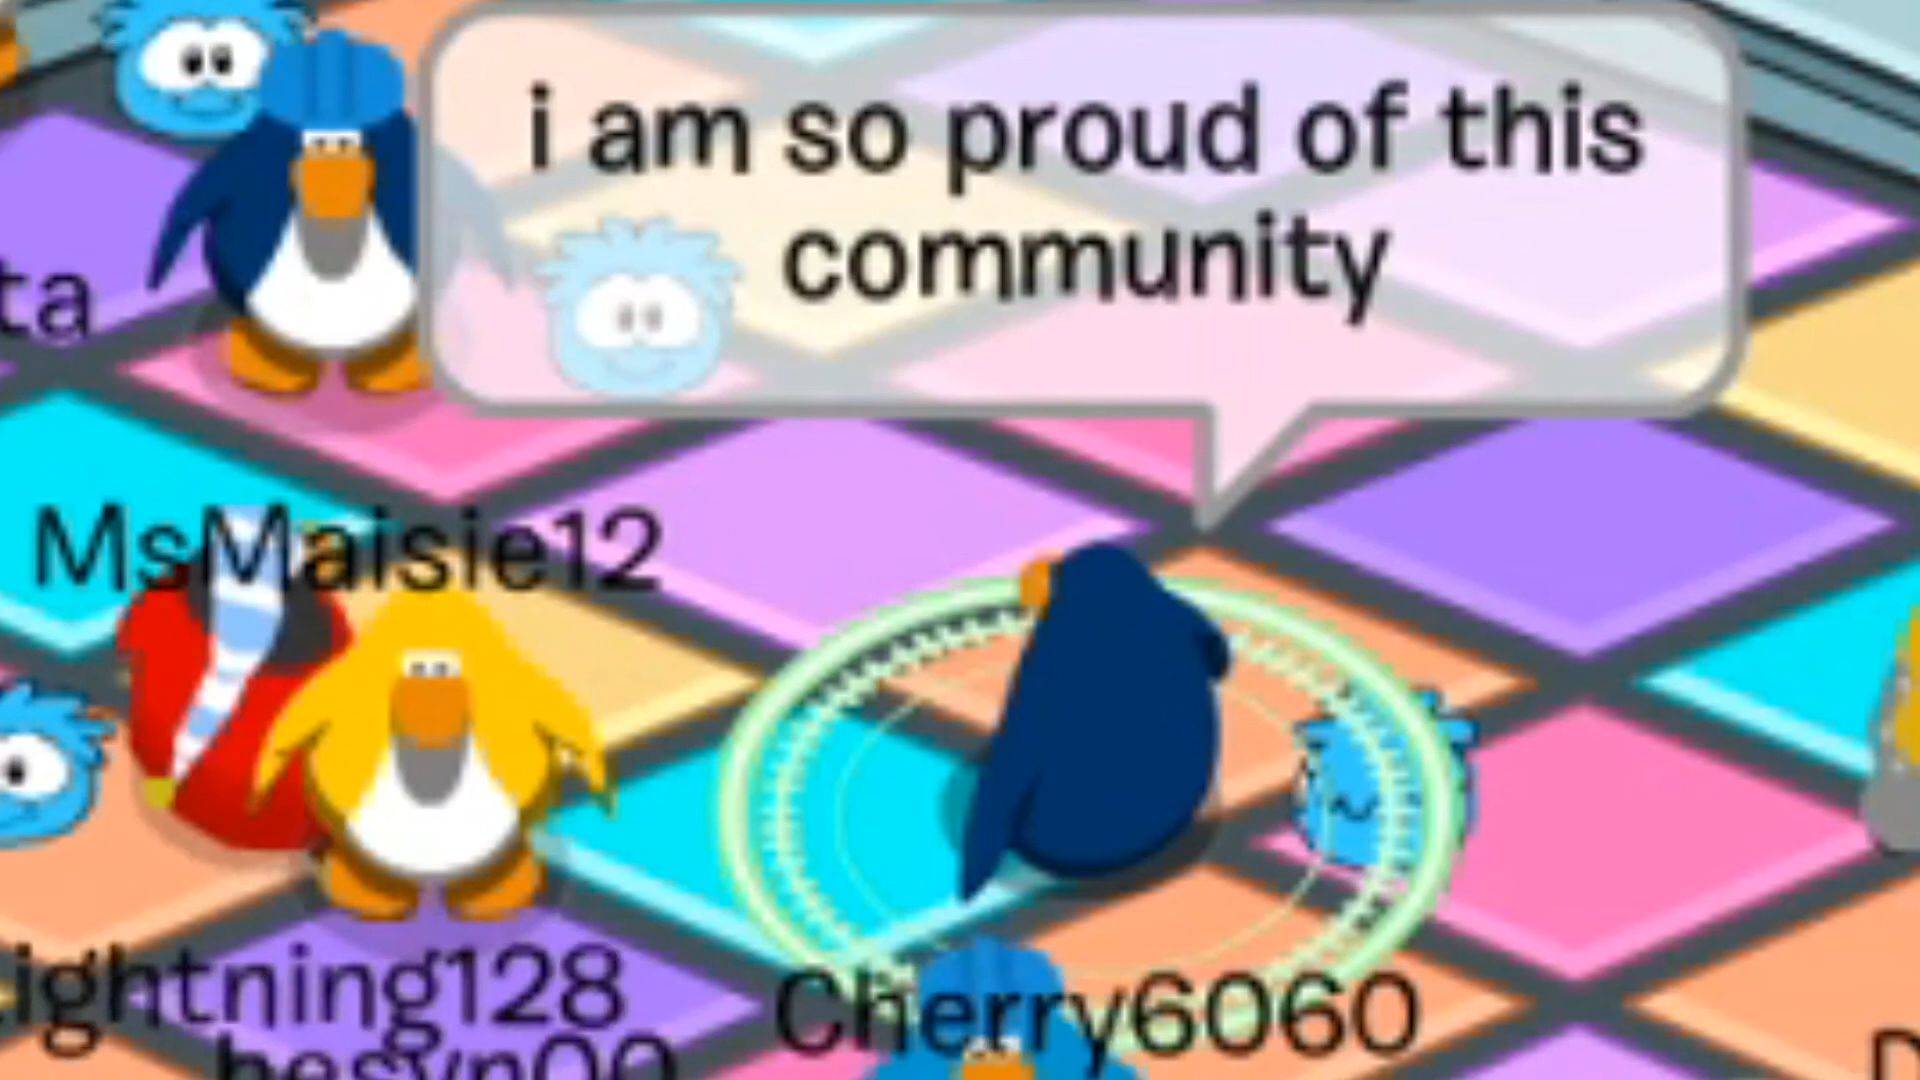 i am so proud of this
community
ta
MsMaisie12
ightning128
Cherry6060